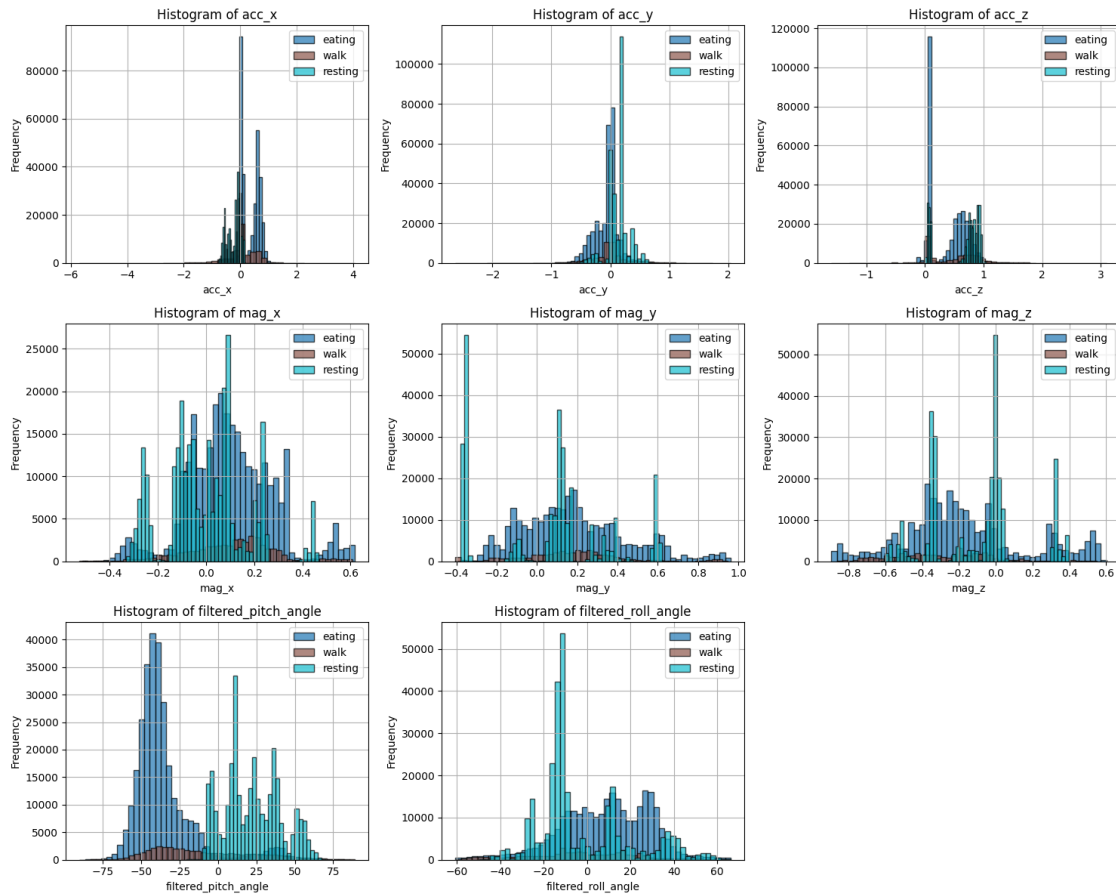 Histogram of acc_x
Frequency
80000
60000
40000
20000
0
−6
−4
−2
0
2
4
acc_x
eating
walk
resting
Histogram of acc_y
Frequency
100000
80000
60000
40000
20000
0
−2
−1
0
1
2
acc_y
eating
walk
resting
Histogram of acc_z
Frequency
120000
100000
80000
60000
40000
20000
0
−1
0
1
2
3
acc_z
eating
walk
resting
Histogram of mag_x
Frequency
25000
20000
15000
10000
5000
0
−0.4
−0.2
0.0
0.2
0.4
0.6
mag_x
eating
walk
resting
Histogram of mag_y
Frequency
50000
40000
30000
20000
10000
0
−0.4
−0.2
0.0
0.2
0.4
0.6
0.8
1.0
mag_y
eating
walk
resting
Histogram of mag_z
Frequency
50000
40000
30000
20000
10000
0
−0.8
−0.6
−0.4
−0.2
0.0
0.2
0.4
0.6
mag_z
eating
walk
resting
Histogram of filtered_pitch_angle
Frequency
40000
35000
30000
25000
20000
15000
10000
5000
0
−75
−50
−25
0
25
50
75
filtered_pitch_angle
eating
walk
resting
Histogram of filtered_roll_angle
Frequency
50000
40000
30000
20000
10000
0
−60
−40
−20
0
20
40
60
filtered_roll_angle
eating
walk
resting